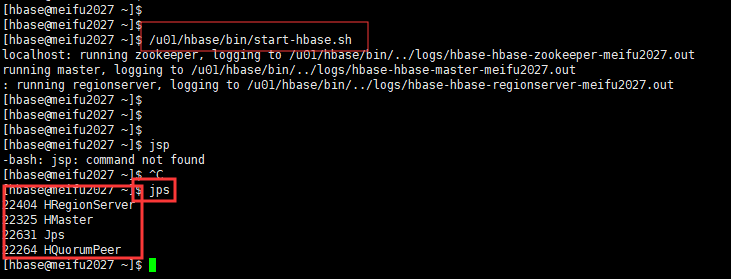 [hbase@meifu2027 ~]$
[hbase@meifu2027 ~]$
[hbase@meifu2027 ~]$ /u01/hbase/bin/start-hbase.sh
localhost: running zookeeper, logging to /u01/hbase/bin/../logs/hbase-hbase-zookeeper-meifu2027.out
running master, logging to /u01/hbase/bin/../logs/hbase-hbase-master-meifu2027.out
: running regionserver, logging to /u01/hbase/bin/../logs/hbase-hbase-regionserver-meifu2027.out
[hbase@meifu2027 ~]$
[hbase@meifu2027 ~]$
[hbase@meifu2027 ~]$
[hbase@meifu2027 ~]$ jsp
-bash: jsp: command not found
[hbase@meifu2027 ~]$ ^C
[hbase@meifu2027 ~]$ jps
22404 HRegionServer
22325 HMaster
22631 Jps
22264 HQuorumPeer
[hbase@meifu2027 ~]$